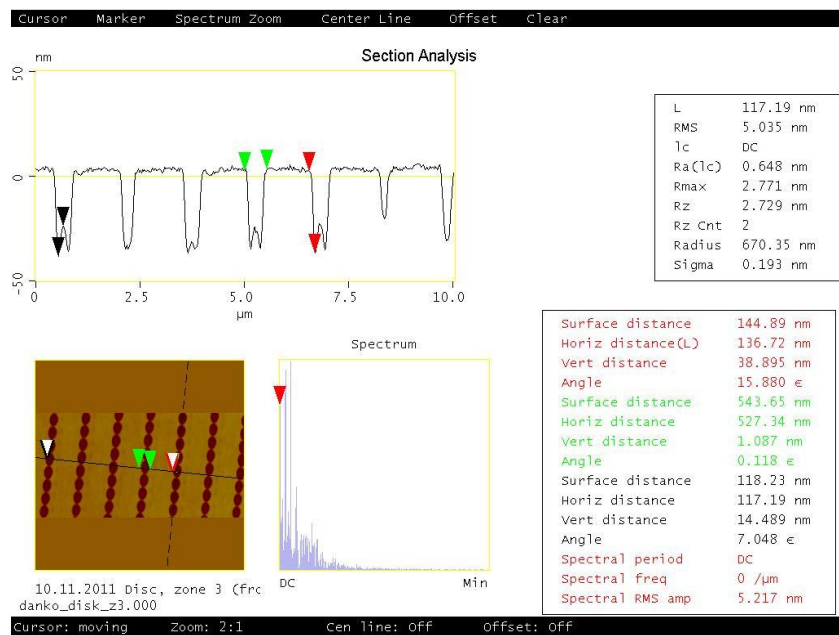 Cursor Marker Spectrum Zoom Center Line Offset Clear
Section Analysis
nm
50
0
-50
0 2.5 5.0 7.5 10.0
µm
L 117.19 nm
RMS 5.035 nm
lc DC
Ra(lc) 0.648 nm
Rmax 2.771 nm
Rz 2.729 nm
Rz Cnt 2
Radius 670.35 nm
Sigma 0.193 nm
Surface distance 144.89 nm
Horiz distance(L) 136.72 nm
Vert distance 38.895 nm
Angle 15.880 є
Surface distance 543.65 nm
Horiz distance 527.34 nm
Vert distance 1.087 nm
Angle 0.118 є
Surface distance 118.23 nm
Horiz distance 117.19 nm
Vert distance 14.489 nm
Angle 7.048 є
Spectral period DC
Spectral freq 0 /µm
Spectral RMS amp 5.217 nm
Spectrum
DC Min
10.11.2011 Disc, zone 3 (frc
danko_disk_z3.000
Cursor: moving Zoom: 2:1 Cen line: Off Offset: Off